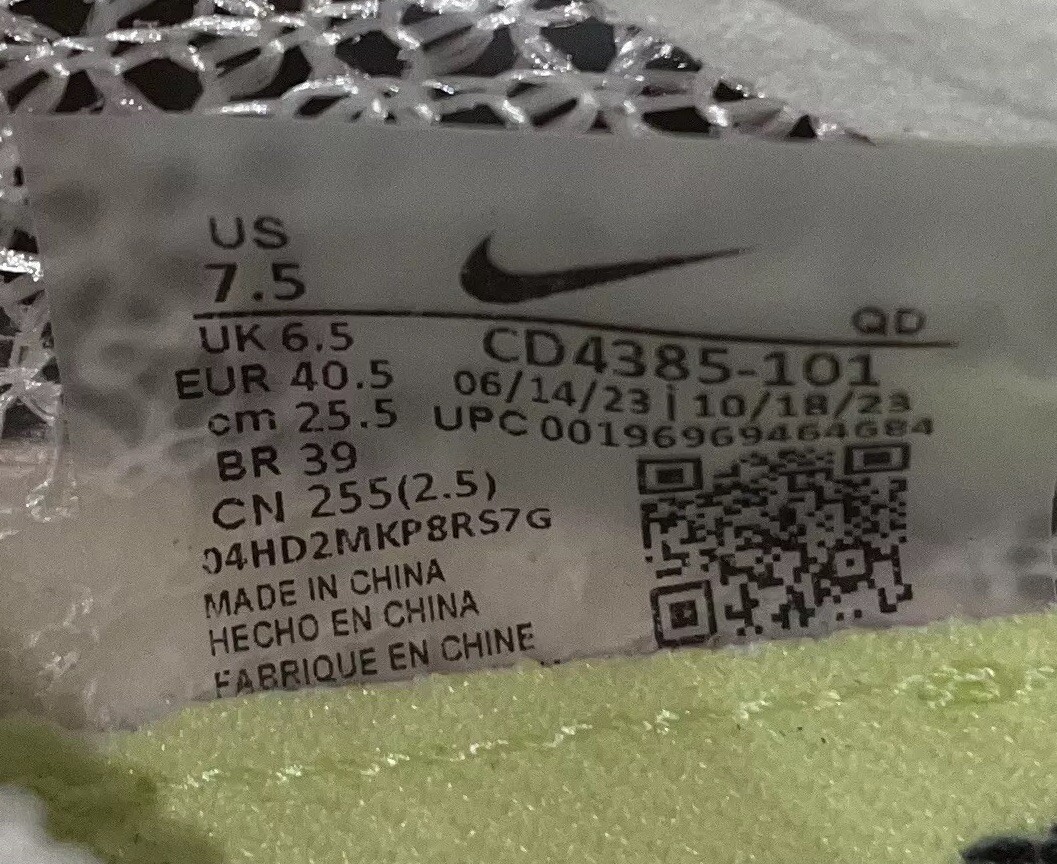 US
7.5
QD
UK 6.5
CD4385-101
EUR 40.5
06/14/23 | 10/18/23
cm 25.5
UPC 00196969464684
BR 39
CN 255(2.5)
04HD2MKP8RS7G
MADE IN CHINA
HECHO EN CHINA
FABRIQUE EN CHINE